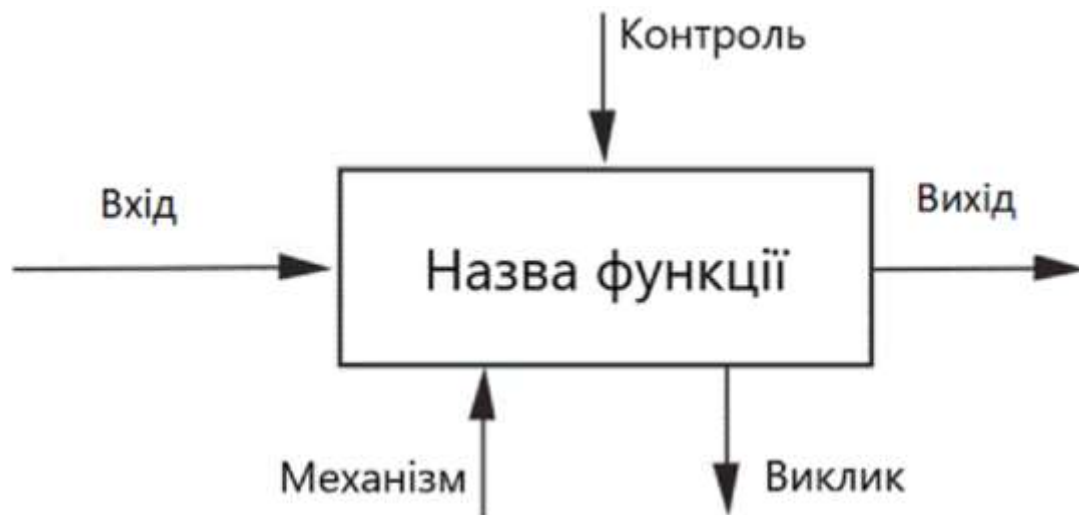 Контроль
Вхід
Вихід
Назва функції
Механізм
Виклик